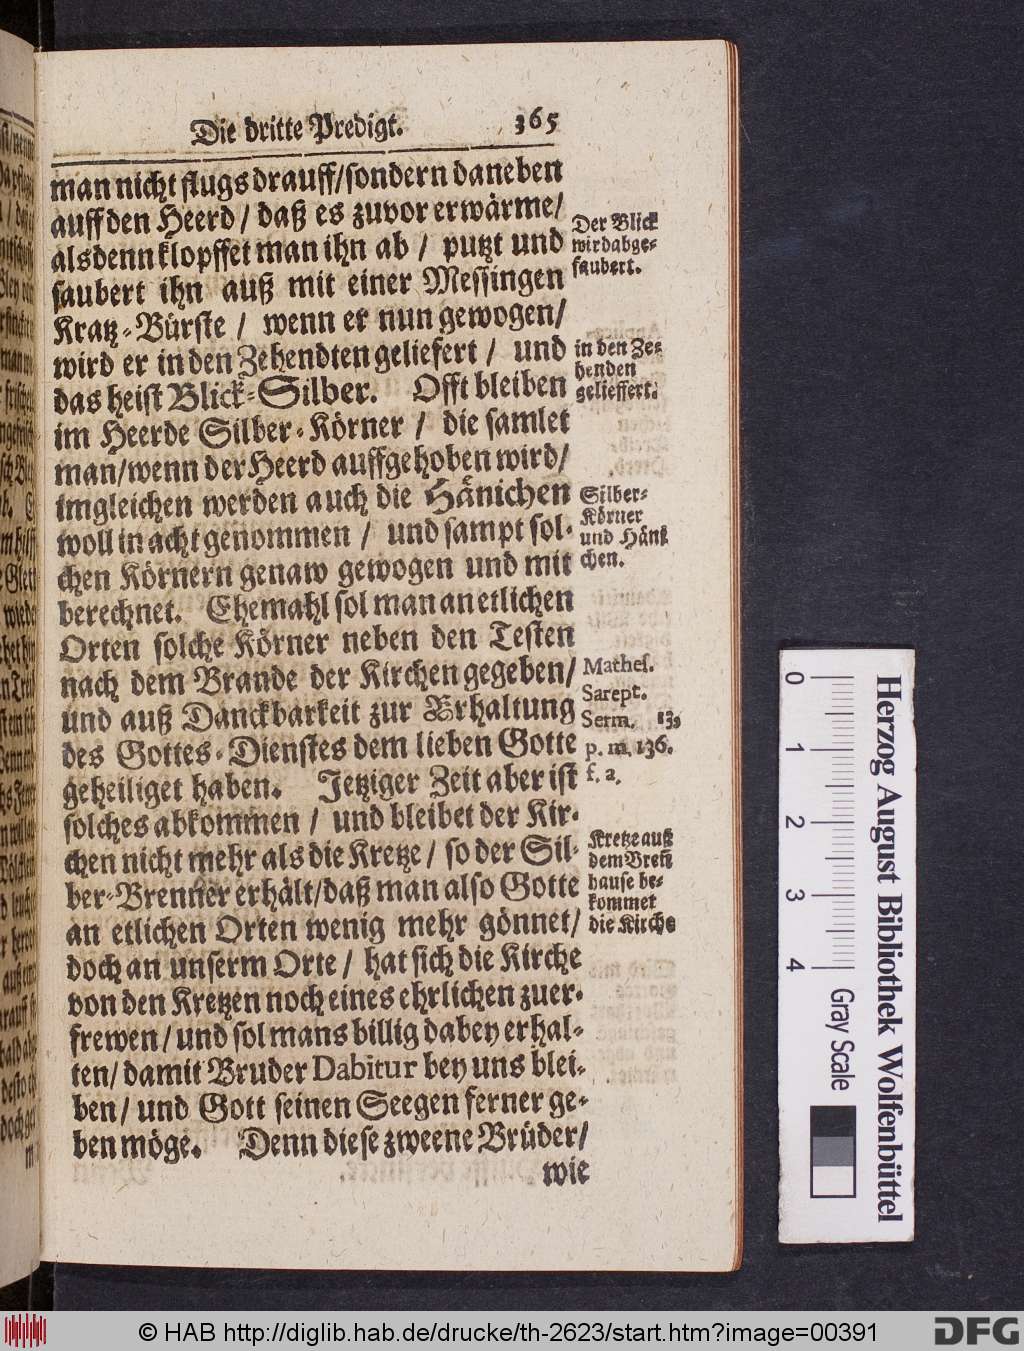 Die dritte Predigt. 365
man nicht flugs drauff/sondern daneben
auff den Heerd / daß es zuvor erwärme/
alsdenn klopffet man ihn ab / putzt und
saubert ihn auß mit einer Messingen
Kratz-Bürste / wenn er nun gewogen/
wird er in den Zehendten geliefert / und
das heist Blick-Silber. Offt bleiben
im Heerde Silber-Körner / die samlet
man/wenn der Heerd auffgehoben wird/
imgleichen werden auch die Hänichen
woll in acht genommen / und sampt sol-
chen Körnern genaw gewogen und mit
berechnet. Ehemahl sol man an etlichen
Orten solche Körner neben den Testen
nach dem Brande der Kirchen gegeben/
und auß Danckbarkeit zur Erhaltung
des Gottes-Dienstes dem lieben Gotte
geheiliget haben. Jetziger Zeit aber ist
solches abkommen / und bleibet der Kir-
chen nicht mehr als die Kretze / so der Sil-
ber-Brenner erhält/daß man also Gotte
an etlichen Orten wenig mehr gönnet/
doch an unserm Orte / hat sich die Kirche
von den Kretzen noch eines ehrlichen zuer-
frewen / und sol mans billig dabey erhal-
ten/ damit Bruder Dabitur bey uns blei-
ben / und Gott seinen Seegen ferner ge-
ben möge. Denn diese zweene Brüder/
wie
Der Blick
wird abge-
saubert.
in den Ze-
henden
gelieffert.
Silber-
Körner
und Häni-
chen.
Mathes.
Sarept.
Serm. 13,
p. m. 136.
f. a.
Kretze auß
dem Brenn
hause be-
kommet
die Kirche
0 1 2 3 4
Herzog August Bibliothek Wolfenbüttel
Gray Scale
© HAB http://diglib.hab.de/drucke/th-2623/start.htm?image=00391
DFG